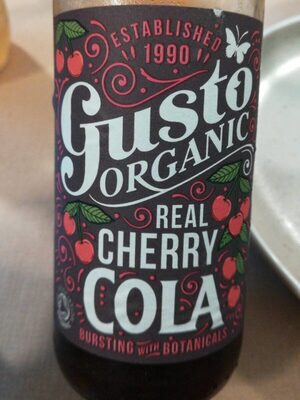 ESTABLISHED
1990
Gusto
ORGANIC
REAL
CHERRY
COLA
BURSTING WITH BOTANICALS